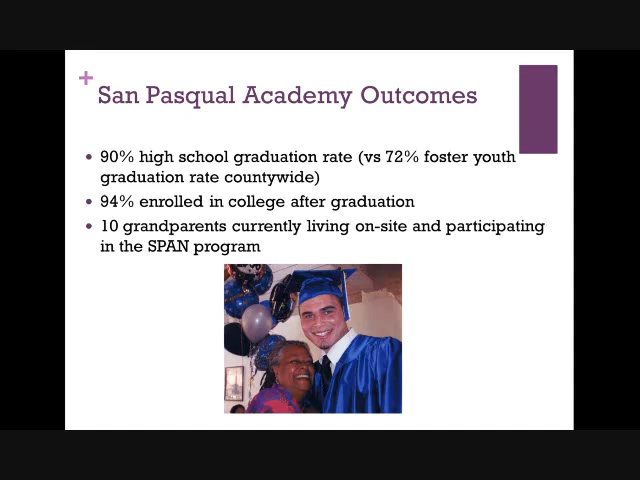 San Pasqual Academy Outcomes
• 90% high school graduation rate (vs 72% foster youth
graduation rate countywide)
• 94% enrolled in college after graduation
• 10 grandparents currently living on-site and participating
in the SPAN program